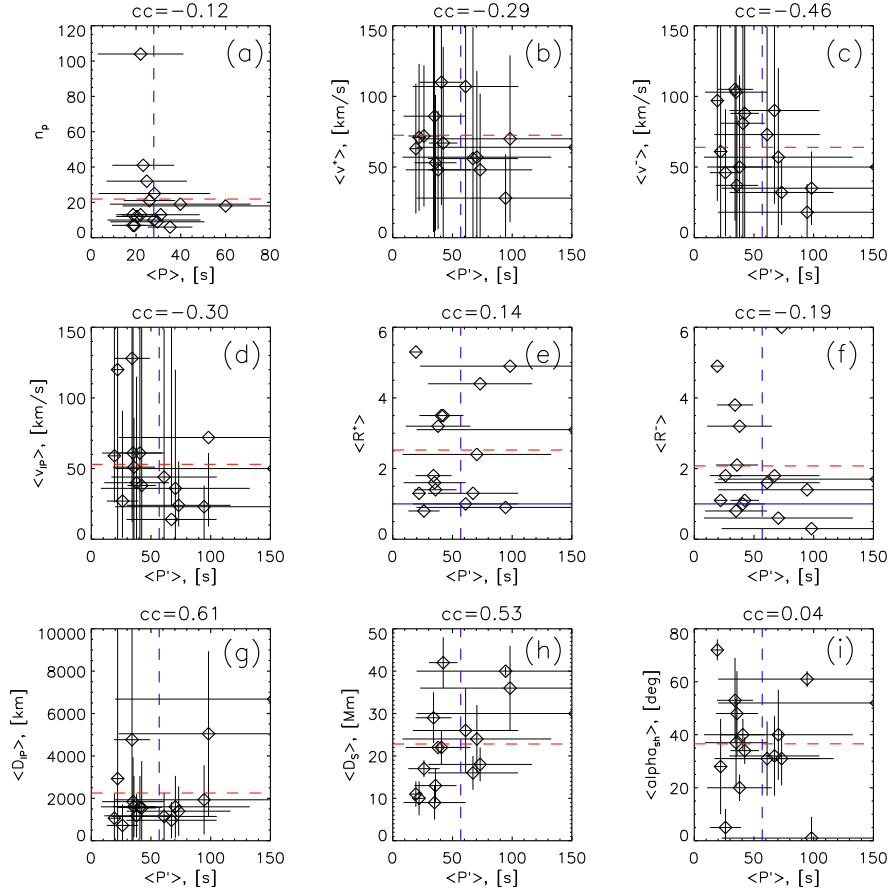 cc=−0.12 cc=−0.29 cc=−0.46
(a) (b) (c)
120
100
80
60
40
20
0
n_p
0 20 40 60 80
<P>, [s]
150
100
50
0
<v⁺>, [km/s]
0 50 100 150
<P'>, [s]
150
100
50
0
<v⁻>, [km/s]
0 50 100 150
<P'>, [s]
cc=−0.30 cc=0.14 cc=−0.19
(d) (e) (f)
150
100
50
0
<v_IP>, [km/s]
0 50 100 150
<P'>, [s]
6
4
2
0
<R⁺>
0 50 100 150
<P'>, [s]
6
4
2
0
<R⁻>
0 50 100 150
<P'>, [s]
cc=0.61 cc=0.53 cc=0.04
(g) (h) (i)
10000
8000
6000
4000
2000
0
<D_IP>, [km]
0 50 100 150
<P'>, [s]
50
40
30
20
10
0
<D_S>, [Mm]
0 50 100 150
<P'>, [s]
80
60
40
20
0
<alpha_sh>, [deg]
0 50 100 150
<P'>, [s]